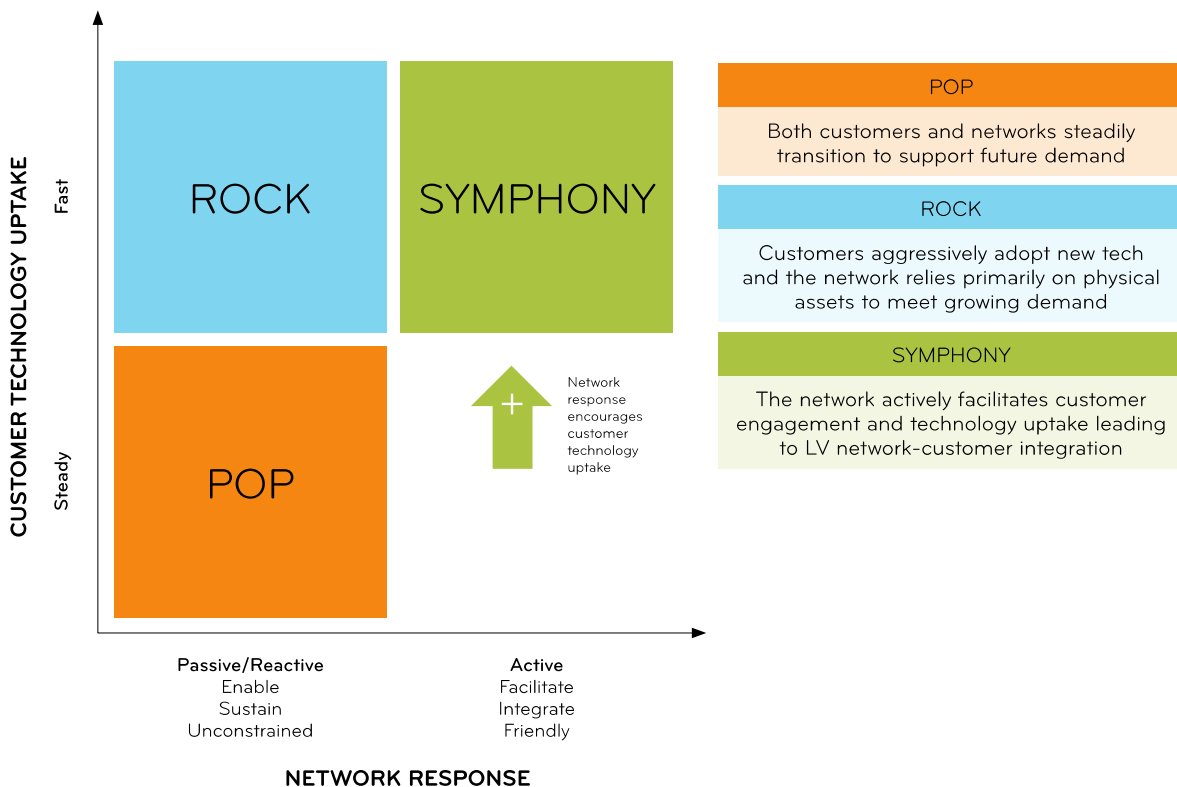 CUSTOMER TECHNOLOGY UPTAKE
Fast
Steady
ROCK
SYMPHONY
POP
Network
response
encourages
customer
technology
uptake
Passive/Reactive
Enable
Sustain
Unconstrained
Active
Facilitate
Integrate
Friendly
NETWORK RESPONSE
POP
Both customers and networks steadily
transition to support future demand
ROCK
Customers aggressively adopt new tech
and the network relies primarily on physical
assets to meet growing demand
SYMPHONY
The network actively facilitates customer
engagement and technology uptake leading
to LV network-customer integration